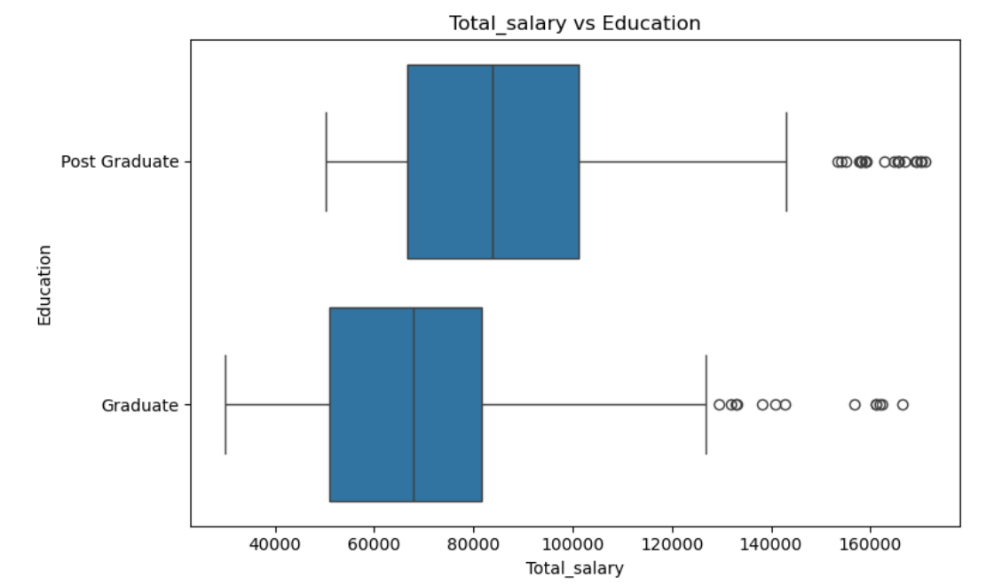 Total_salary vs Education
Post Graduate
Education
Graduate
40000 60000 80000 100000 120000 140000 160000
Total_salary